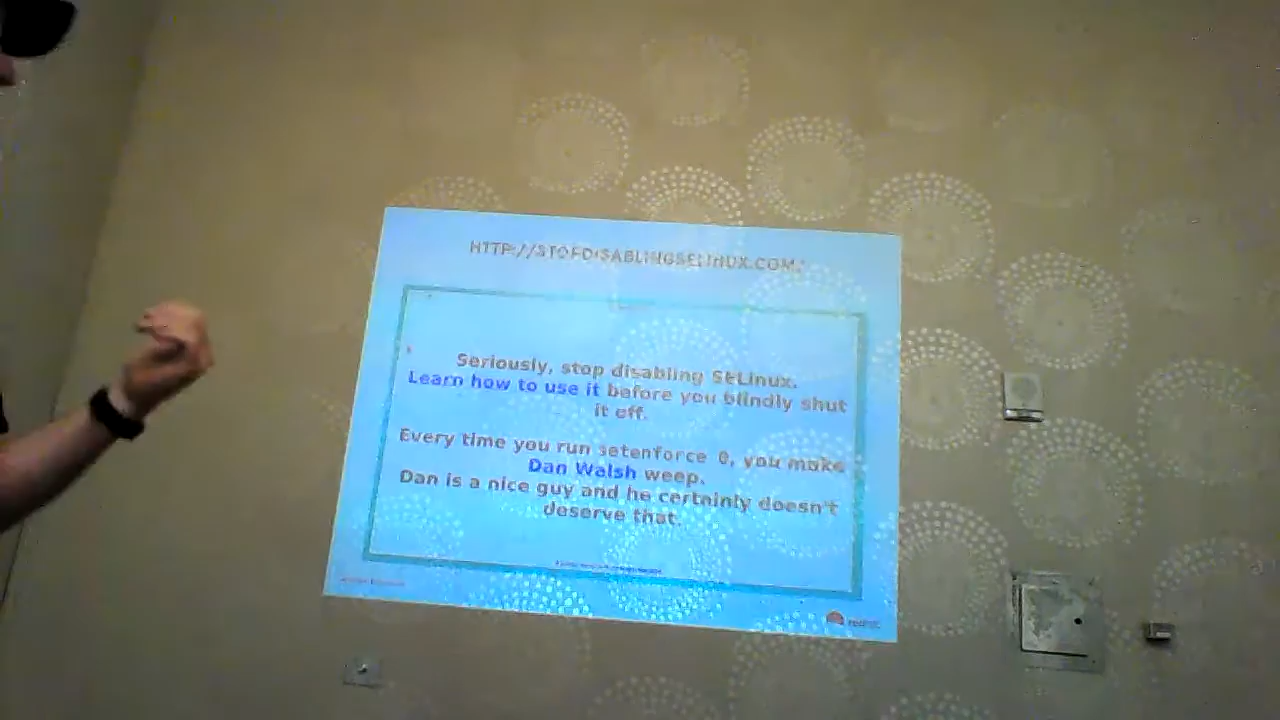 HTTP://STOPDISABLINGSELINUX.COM/
Seriously, stop disabling SELinux.
Learn how to use it before you blindly shut
it off.
Every time you run setenforce 0, you make
Dan Walsh weep.
Dan is a nice guy and he certainly doesn't
deserve that.
redhat